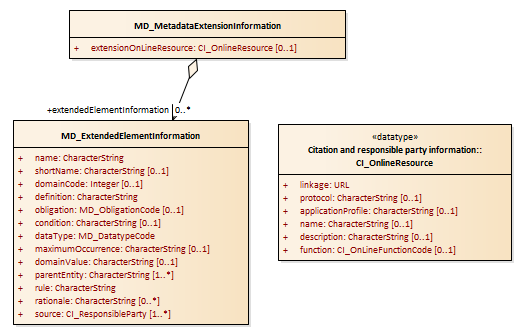 MD_MetadataExtensionInformation
+ extensionOnLineResource: CI_OnlineResource [0..1]
+extendedElementInformation 0..*
MD_ExtendedElementInformation
+ name: CharacterString
+ shortName: CharacterString [0..1]
+ domainCode: Integer [0..1]
+ definition: CharacterString
+ obligation: MD_ObligationCode [0..1]
+ condition: CharacterString [0..1]
+ dataType: MD_DatatypeCode
+ maximumOccurrence: CharacterString [0..1]
+ domainValue: CharacterString [0..1]
+ parentEntity: CharacterString [1..*]
+ rule: CharacterString
+ rationale: CharacterString [0..*]
+ source: CI_ResponsibleParty [1..*]
«datatype»
Citation and responsible party information::
CI_OnlineResource
+ linkage: URL
+ protocol: CharacterString [0..1]
+ applicationProfile: CharacterString [0..1]
+ name: CharacterString [0..1]
+ description: CharacterString [0..1]
+ function: CI_OnLineFunctionCode [0..1]